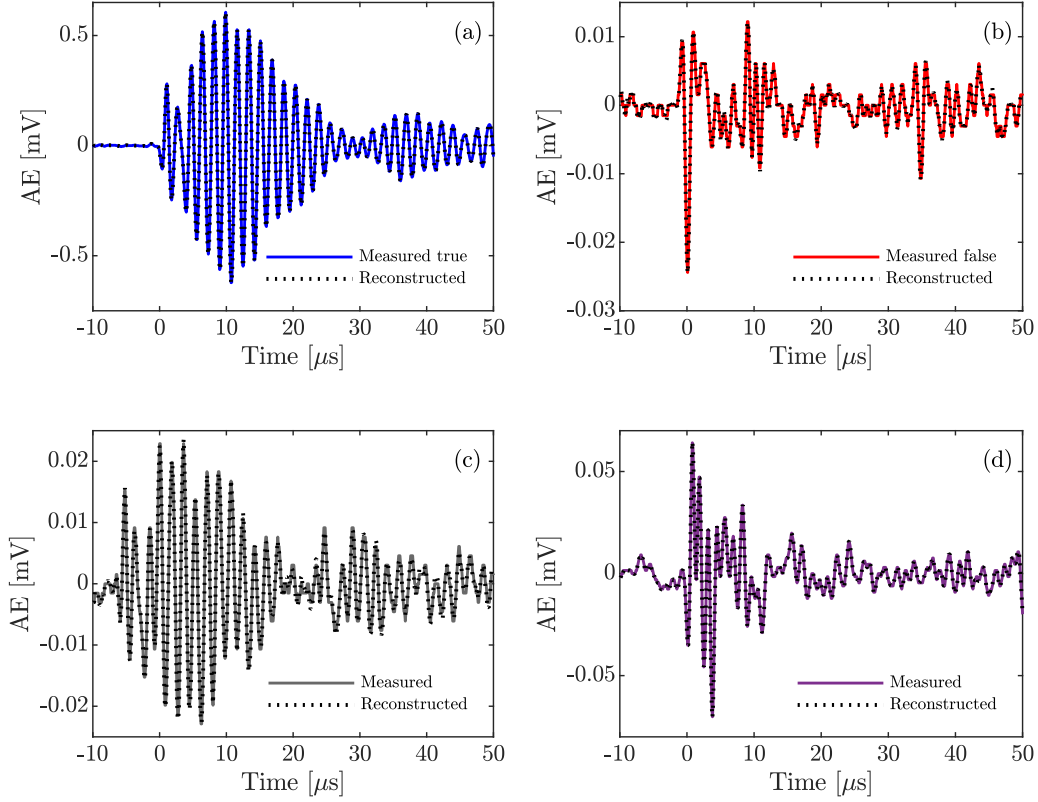 (a)
0.5
0
-0.5
AE [mV]
Measured true
Reconstructed
-10 0 10 20 30 40 50
Time [μs]
(b)
0.01
0
-0.01
-0.02
-0.03
AE [mV]
Measured false
Reconstructed
-10 0 10 20 30 40 50
Time [μs]
(c)
0.02
0.01
0
-0.01
-0.02
AE [mV]
Measured
Reconstructed
-10 0 10 20 30 40 50
Time [μs]
(d)
0.05
0
-0.05
AE [mV]
Measured
Reconstructed
-10 0 10 20 30 40 50
Time [μs]